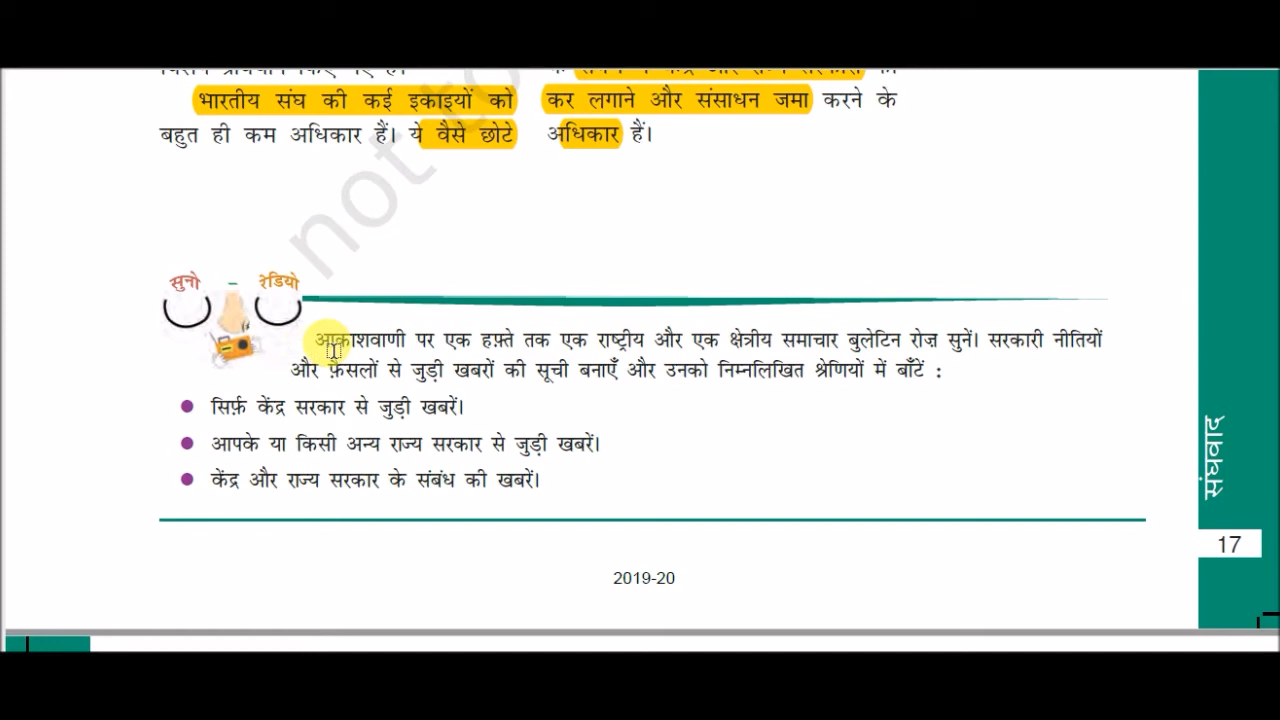 भारतीय संघ की कई इकाइयों को
बहुत ही कम अधिकार हैं। ये वैसे छोटे
कर लगाने और संसाधन जमा करने के
अधिकार हैं।
not to
सुनो - रेडियो
आकाशवाणी पर एक हफ़्ते तक एक राष्ट्रीय और एक क्षेत्रीय समाचार बुलेटिन रोज सुनें। सरकारी नीतियों
और फ़ैसलों से जुड़ी खबरों की सूची बनाएँ और उनको निम्नलिखित श्रेणियों में बाँटें :
● सिर्फ़ केंद्र सरकार से जुड़ी खबरें।
● आपके या किसी अन्य राज्य सरकार से जुड़ी खबरें।
● केंद्र और राज्य सरकार के संबंध की खबरें।
संघवाद
17
2019-20